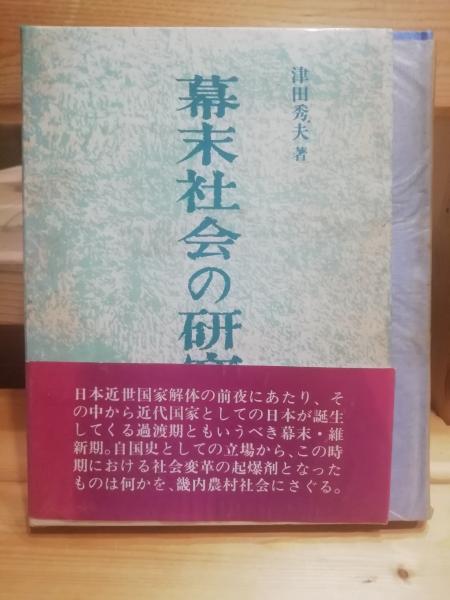 津田秀夫 著
幕末社会の研究
日本近世国家解体の前夜にあたり、そ
の中から近代国家としての日本が誕生
してくる過渡期ともいうべき幕末・維
新期。自国史としての立場から、この時
期における社会変革の起爆剤となった
ものは何かを、畿内農村社会にさぐる。